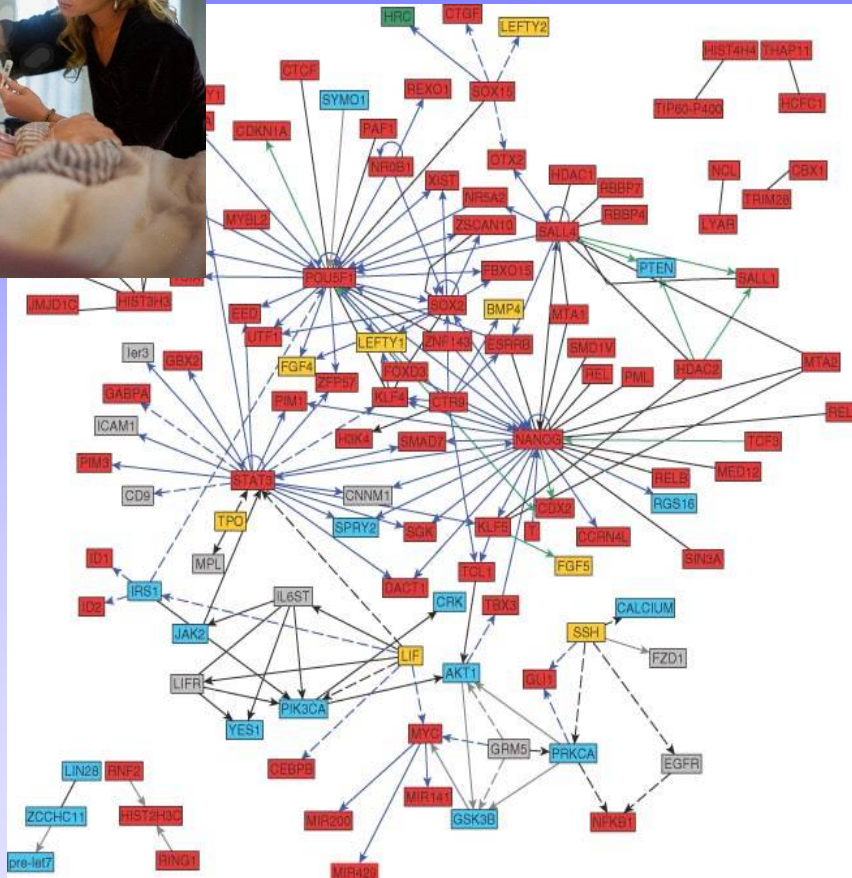 HRC
CTGF
LEFTY2
HIST4H4
THAP11
CTCF
SYMO1
REXO1
SOX15
TIP60-P400
HCFC1
CDKN1A
PAF1
NR0B1
OTX2
HDAC1
RBBP7
NCL
CBX1
XIST
NR5A2
RBBP4
TRIM28
MYBL2
ZSCAN10
SALL4
LYAR
POU5F1
FBXO15
PTEN
SALL1
JMJD1C
HIST3H3
SOX2
BMP4
MTA1
EED
UTF1
LEFTY1
ZNF143
ESRRB
SMD1V
Ier3
GBX2
FGF4
ZFP57
FOXD3
REL
PML
HDAC2
MTA2
GABPA
PIM1
KLF4
CTR9
REL
ICAM1
H3K4
SMAD7
NANOG
TCF3
PIM3
STAT3
RELB
MED12
CD9
CNNM1
RGS16
TPO
SPRY2
SGK
KLF5
T
CDX2
CCRN4L
SIN3A
ID1
MPL
FGF5
IRS1
DACT1
TCL1
ID2
IL6ST
CRK
TBX3
CALCIUM
JAK2
SSH
LIF
FZD1
LIFR
AKT1
GLI1
PIK3CA
YES1
MYC
GRM5
PRKCA
EGFR
LIN28
RNF2
CEBPB
MIR141
ZCCHC11
HIST2H3C
MIR200
GSK3B
NFKB1
pre-let7
RING1
MIR429